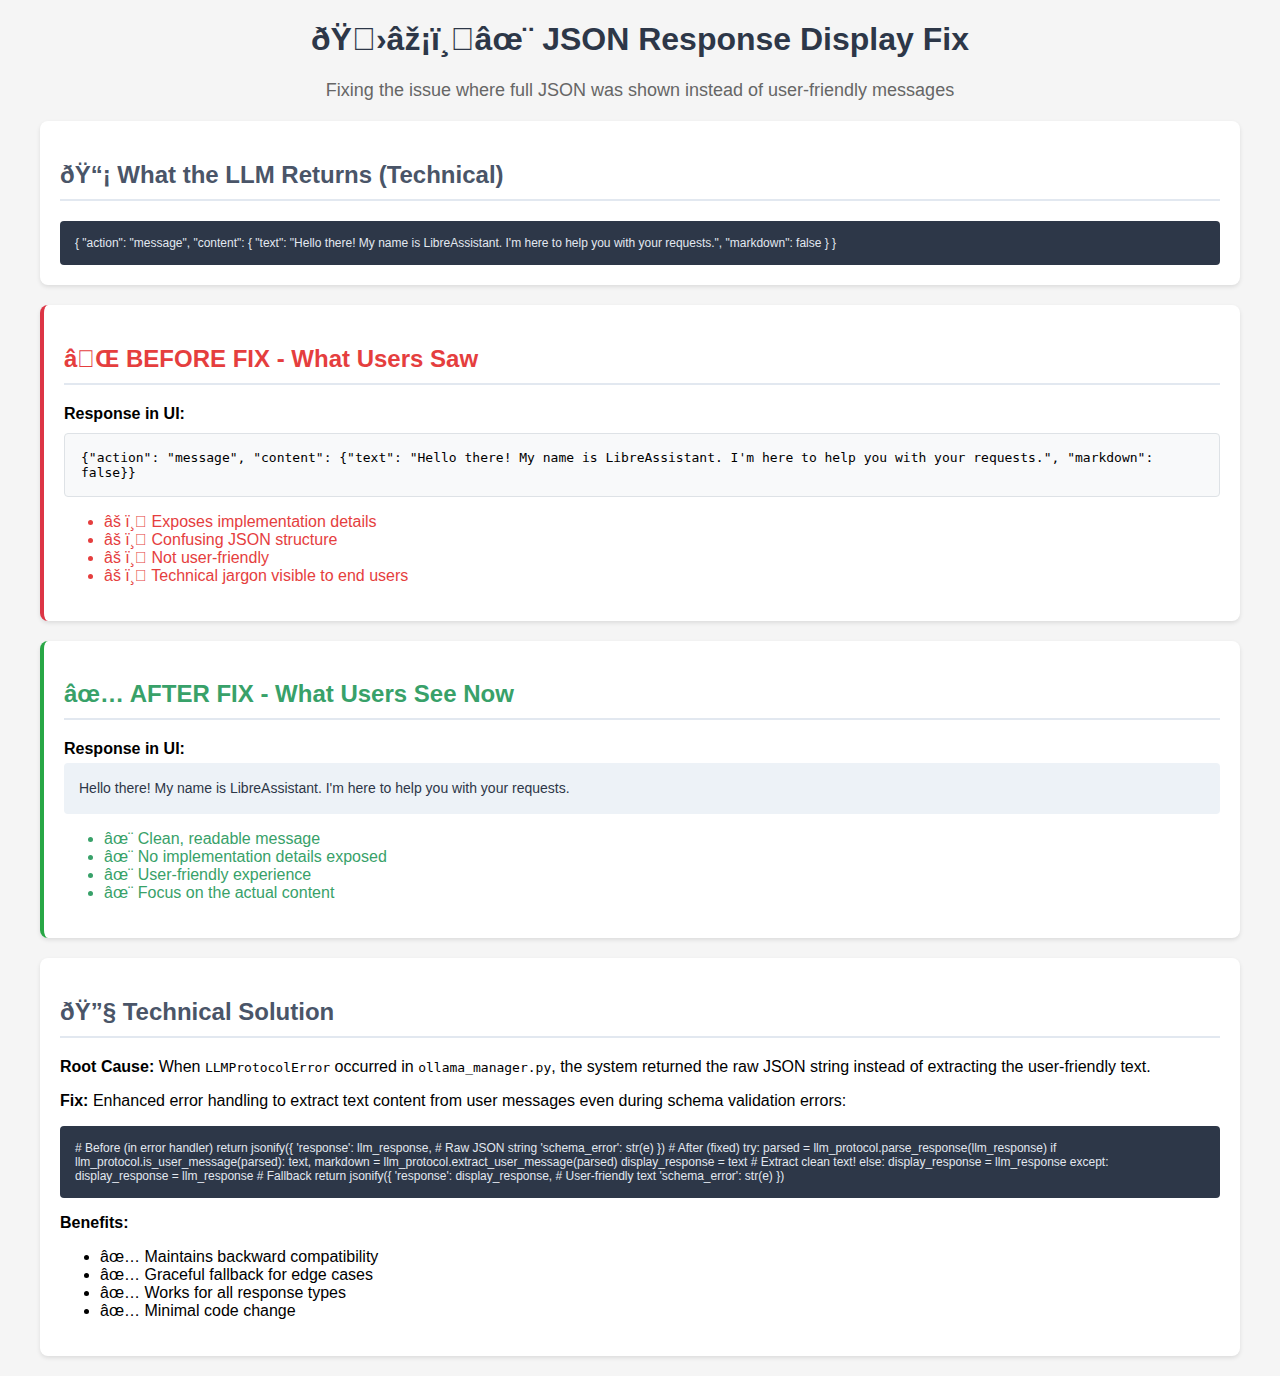 ðŸ�›âž¡ï¸�âœ¨ JSON Response Display Fix
Fixing the issue where full JSON was shown instead of user-friendly messages
ðŸ“¡ What the LLM Returns (Technical)
{ "action": "message", "content": { "text": "Hello there! My name is LibreAssistant. I'm here to help you with your requests.", "markdown": false } }
â�Œ BEFORE FIX - What Users Saw
Response in UI:
{"action": "message", "content": {"text": "Hello there! My name is LibreAssistant. I'm here to help you with your requests.", "markdown":
false}}
âš ï¸� Exposes implementation details
âš ï¸� Confusing JSON structure
âš ï¸� Not user-friendly
âš ï¸� Technical jargon visible to end users
âœ… AFTER FIX - What Users See Now
Response in UI:
Hello there! My name is LibreAssistant. I'm here to help you with your requests.
âœ¨ Clean, readable message
âœ¨ No implementation details exposed
âœ¨ User-friendly experience
âœ¨ Focus on the actual content
ðŸ”§ Technical Solution
Root Cause: When LLMProtocolError occurred in ollama_manager.py, the system returned the raw JSON string instead of extracting the user-friendly text.
Fix: Enhanced error handling to extract text content from user messages even during schema validation errors:
# Before (in error handler) return jsonify({ 'response': llm_response, # Raw JSON string 'schema_error': str(e) }) # After (fixed) try: parsed = llm_protocol.parse_response(llm_response) if
llm_protocol.is_user_message(parsed): text, markdown = llm_protocol.extract_user_message(parsed) display_response = text # Extract clean text! else: display_response = llm_response except:
display_response = llm_response # Fallback return jsonify({ 'response': display_response, # User-friendly text 'schema_error': str(e) })
Benefits:
âœ… Maintains backward compatibility
âœ… Graceful fallback for edge cases
âœ… Works for all response types
âœ… Minimal code change